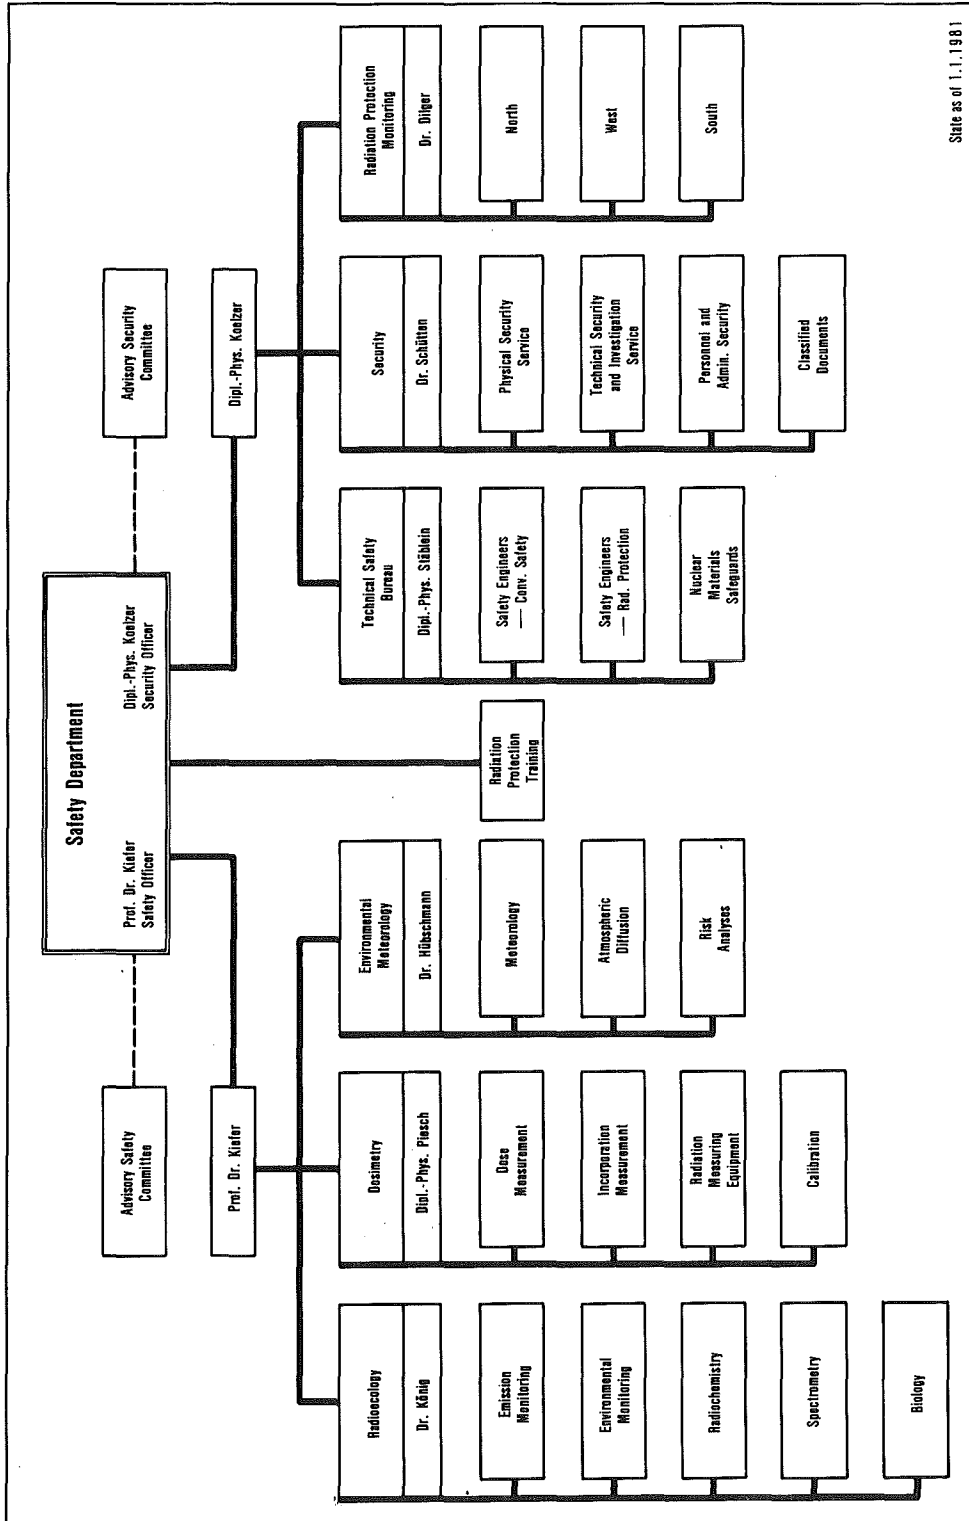 Safety Department
Prof. Dr. Kiefer
Safety Officer
Dipl.-Phys. Koelzer
Security Officer
Advisory Safety
Committee
Advisory Security
Committee
Prof. Dr. Kiefer
Dipl.-Phys. Koelzer
Radioecology
Dr. König
Emission
Monitoring
Environmental
Monitoring
Radiochemistry
Spectrometry
Biology
Dosimetry
Dipl.-Phys. Piesch
Dose
Measurement
Incorporation
Measurement
Radiation
Measuring
Equipment
Calibration
Environmental
Meteorology
Dr. Hübschmann
Meteorology
Atmospheric
Diffusion
Risk
Analyses
Radiation
Protection
Training
Technical Safety
Bureau
Dipl.-Phys. Stäblein
Safety Engineers
— Conv. Safety
Safety Engineers
— Rad. Protection
Nuclear
Materials
Safeguards
Security
Dr. Schütten
Physical Security
Service
Technical Security
and Investigation
Service
Personnel and
Admin. Security
Classified
Documents
Radiation Protection
Monitoring
Dr. Dilger
North
West
South
State as of 1.1.1981